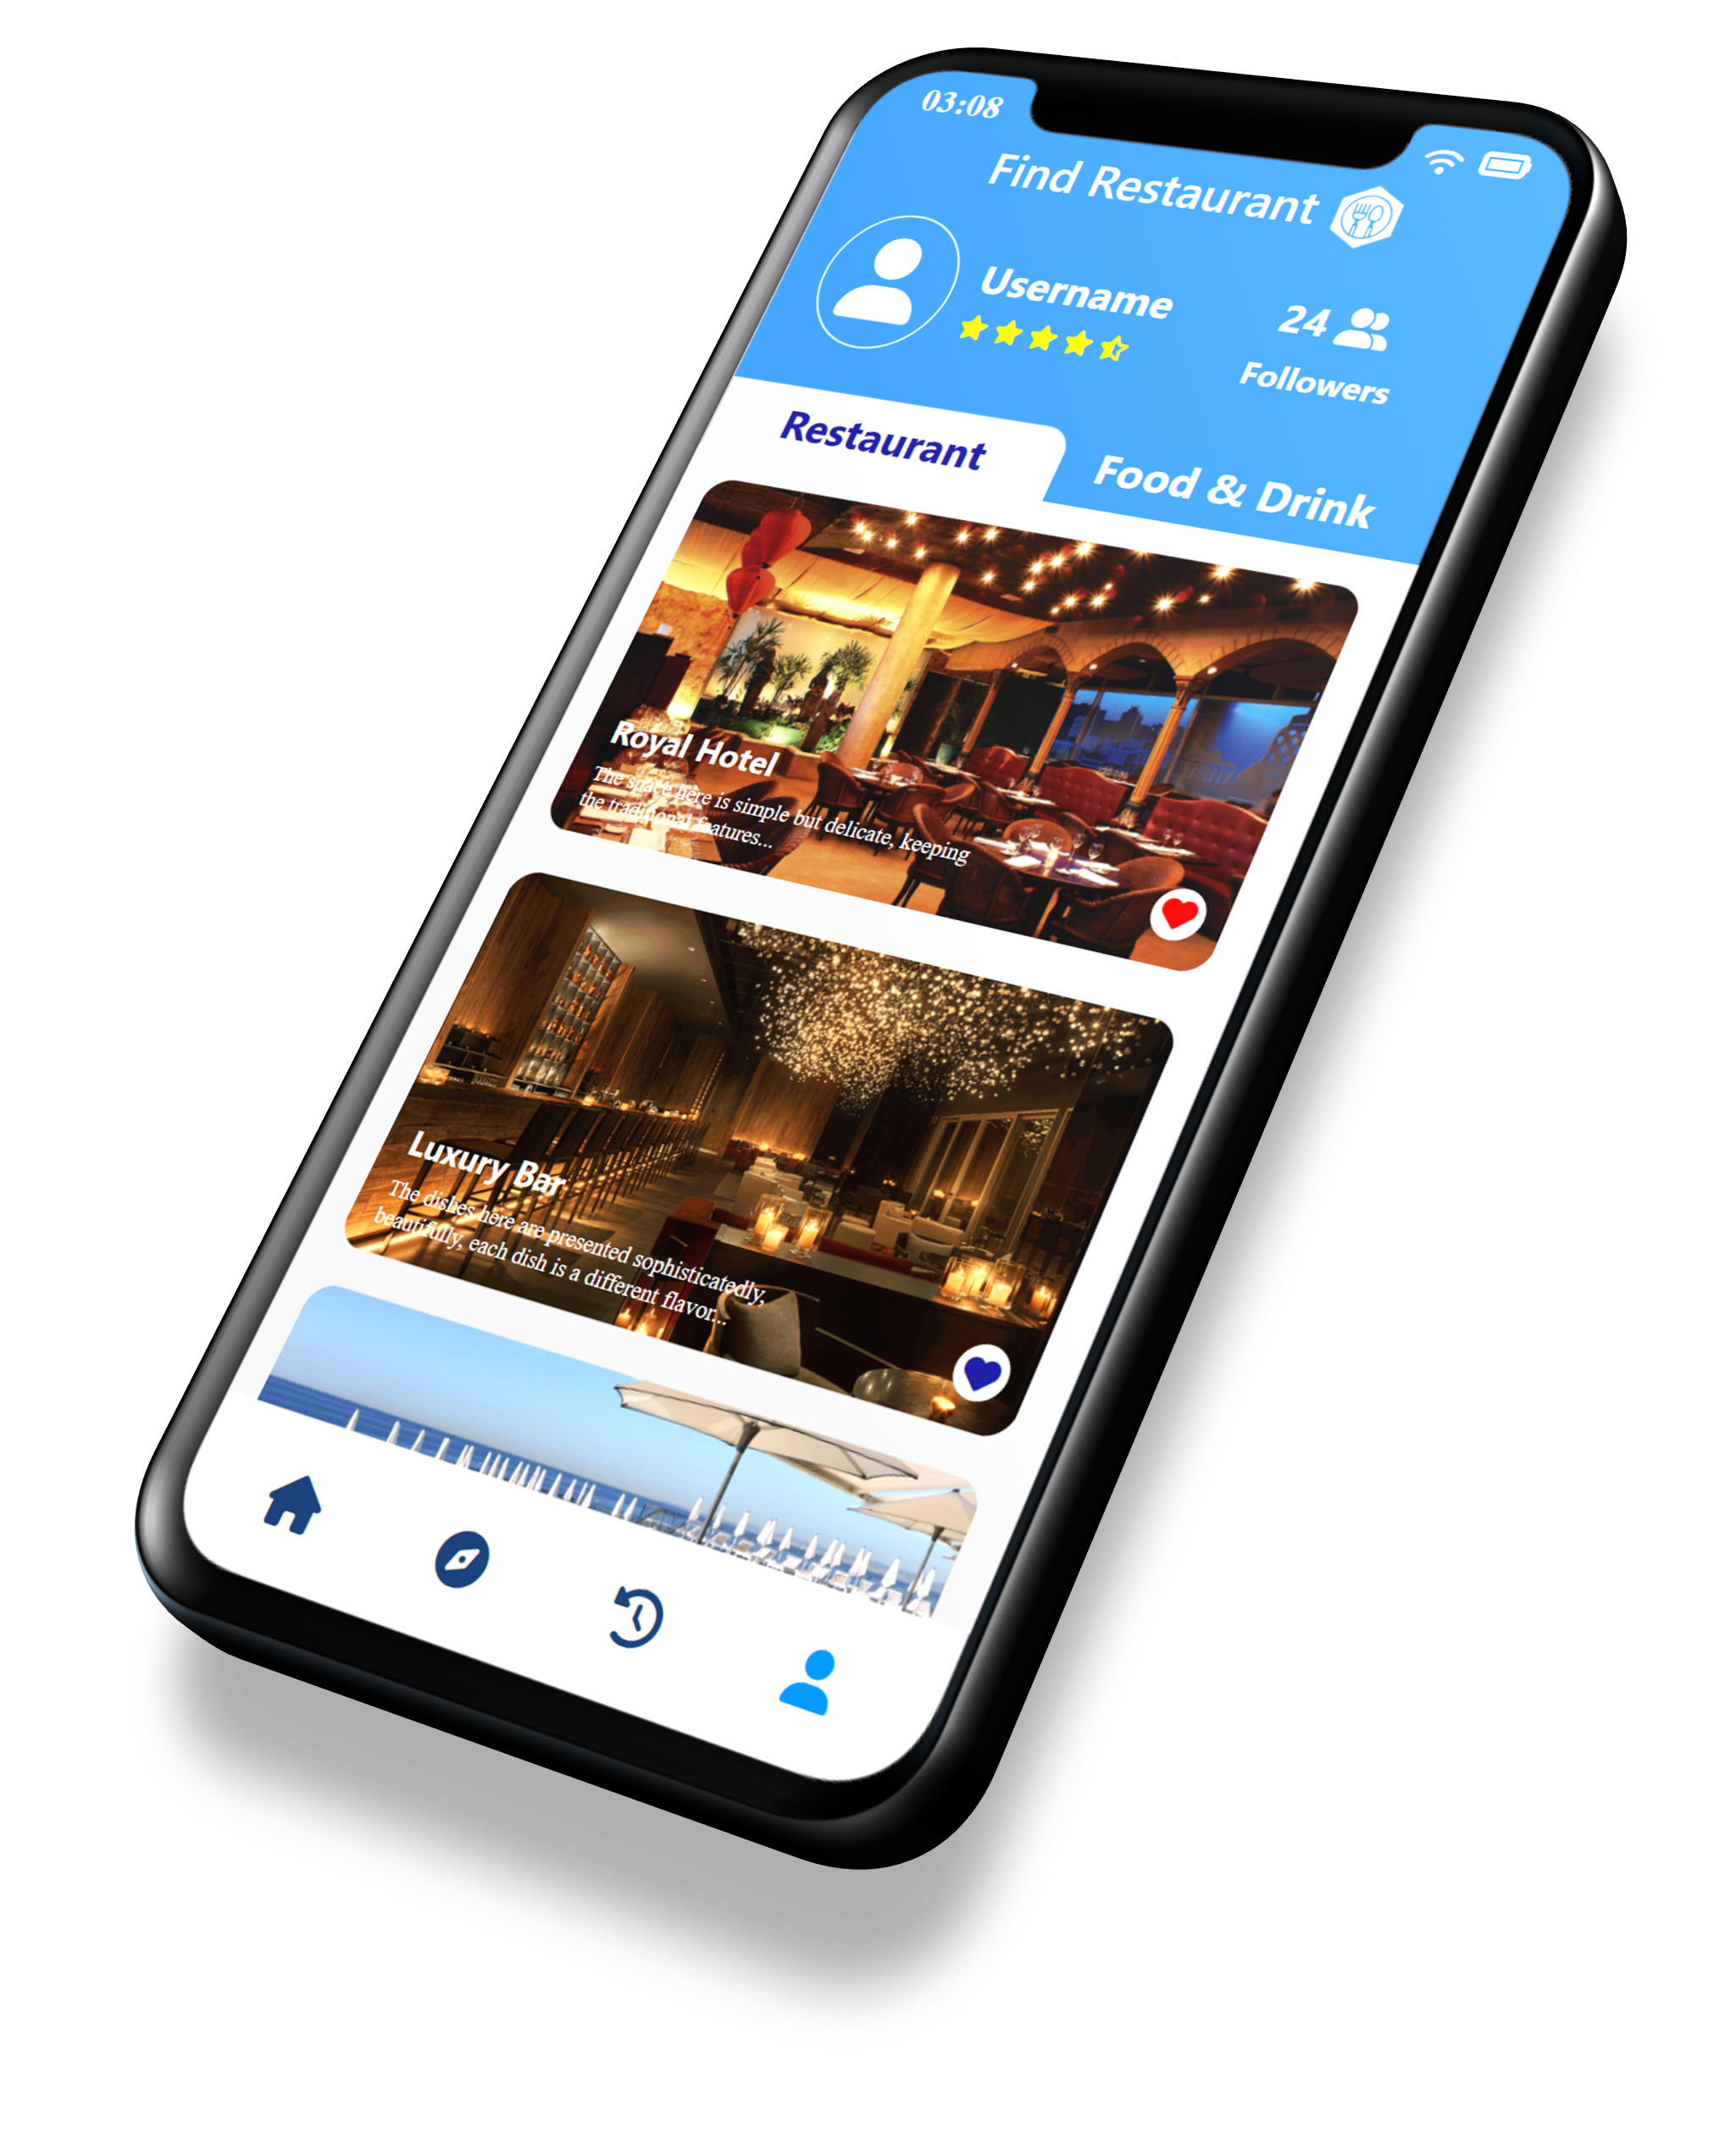 03:08
Find Restaurant
Username
24
Followers
Restaurant
Food & Drink
Royal Hotel
The space here is simple but delicate, keeping
the traditional features...
Luxury Bar
The dishes here are presented sophisticatedly,
beautifully, each dish is a different flavor...